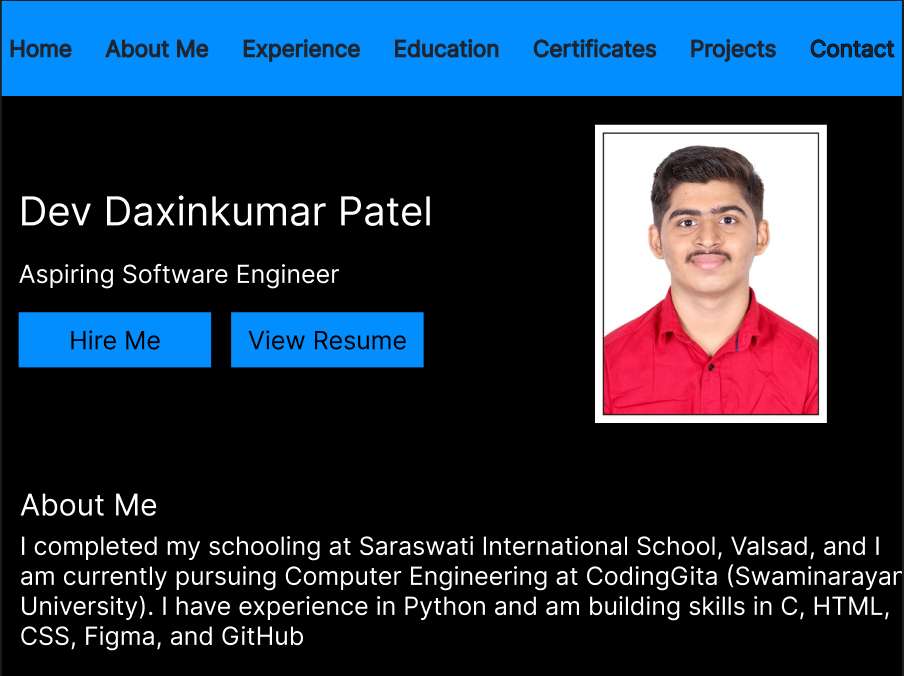 Home About Me Experience Education Certificates Projects Contact
Dev Daxinkumar Patel
Aspiring Software Engineer
Hire Me View Resume
About Me
I completed my schooling at Saraswati International School, Valsad, and I
am currently pursuing Computer Engineering at CodingGita (Swaminarayan
University). I have experience in Python and am building skills in C, HTML,
CSS, Figma, and GitHub